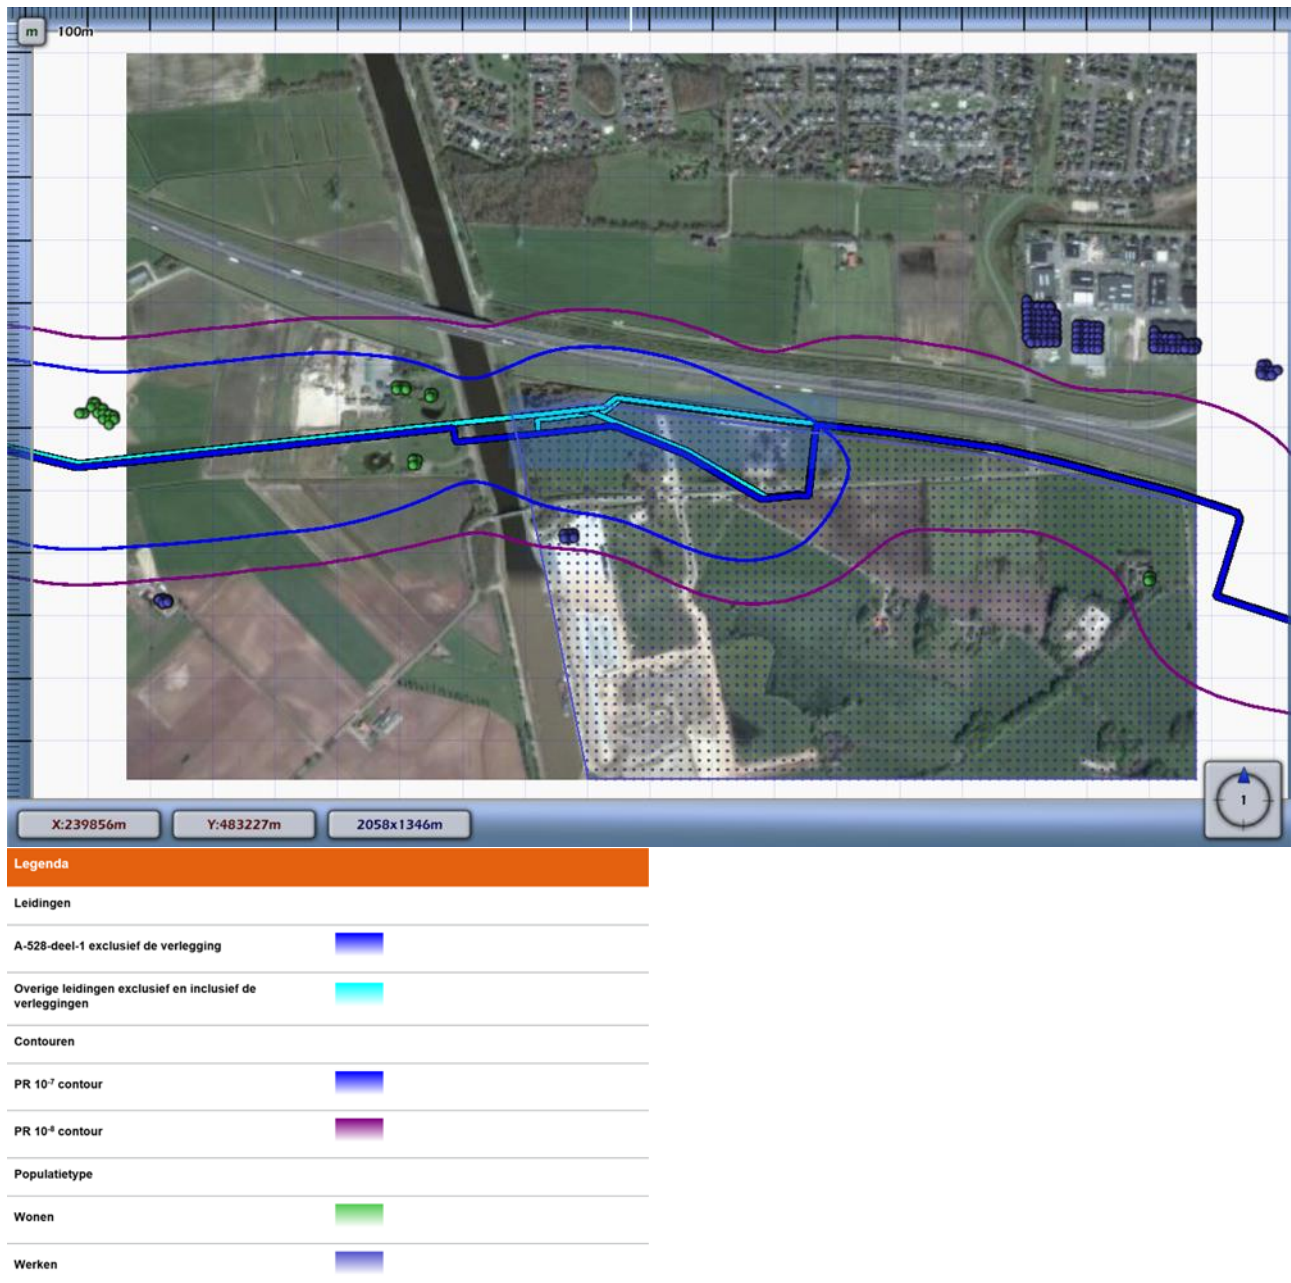 m
100m
1
X:239856m
Y:483227m
2058x1346m
Legenda
Leidingen
A-528-deel-1 exclusief de verlegging
Overige leidingen exclusief en inclusief de
verleggingen
Contouren
PR 10⁻⁷ contour
PR 10⁻⁸ contour
Populatietype
Wonen
Werken